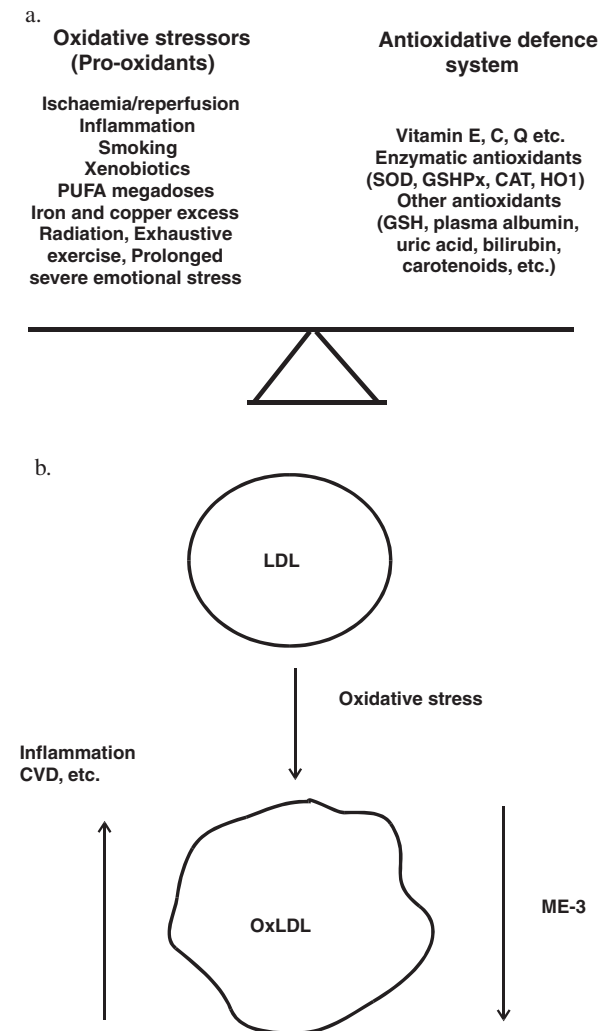 a.
Oxidative stressors
(Pro-oxidants)
Ischaemia/reperfusion
Inflammation
Smoking
Xenobiotics
PUFA megadoses
Iron and copper excess
Radiation, Exhaustive
exercise, Prolonged
severe emotional stress
Antioxidative defence
system
Vitamin E, C, Q etc.
Enzymatic antioxidants
(SOD, GSHPx, CAT, HO1)
Other antioxidants
(GSH, plasma albumin,
uric acid, bilirubin,
carotenoids, etc.)
b.
LDL
Oxidative stress
Inflammation
CVD, etc.
OxLDL
ME-3